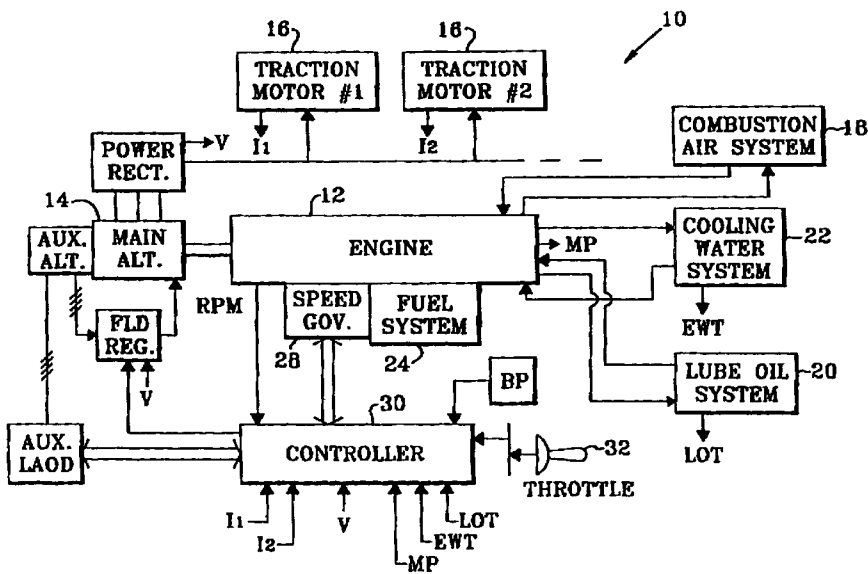 16
16
10
TRACTION
MOTOR #1
TRACTION
MOTOR #2
COMBUSTION
AIR SYSTEM
18
POWER
RECT.
V
I1
I2
14
12
AUX.
ALT.
MAIN
ALT.
ENGINE
MP
COOLING
WATER
SYSTEM
22
EWT
RPM
SPEED
GOV.
FUEL
SYSTEM
28
24
FLD
REG.
V
BP
LUBE OIL
SYSTEM
20
LOT
30
AUX.
LAOD
CONTROLLER
32
THROTTLE
I1
I2
V
MP
EWT
LOT